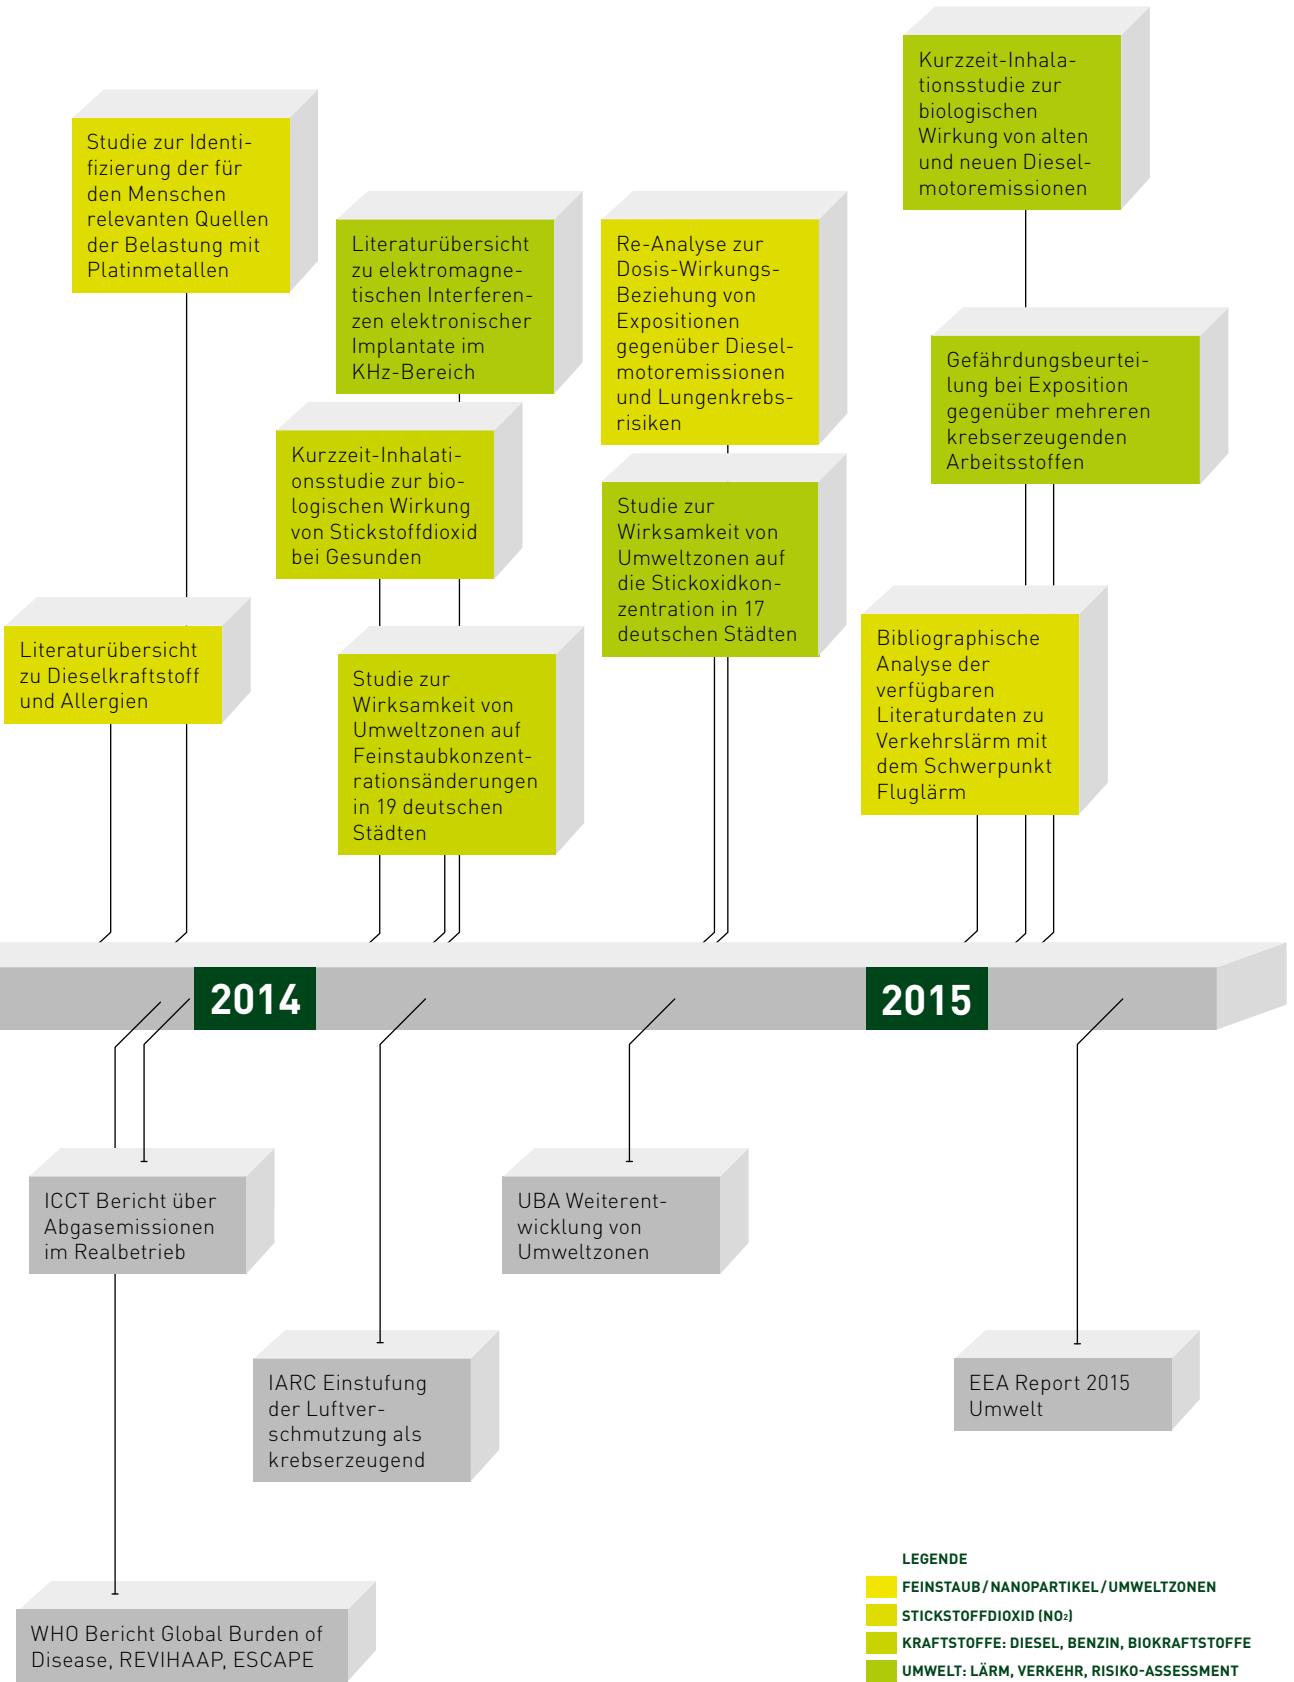 Kurzzeit-Inhala-
tionsstudie zur
biologischen
Wirkung von alten
und neuen Diesel-
motoremissionen
Studie zur Identi-
fizierung der für
den Menschen
relevanten Quellen
der Belastung mit
Platinmetallen
Literaturübersicht
zu elektromagne-
tischen Interferen-
zen elektronischer
Implantate im
KHz-Bereich
Re-Analyse zur
Dosis-Wirkungs-
Beziehung von
Expositionen
gegenüber Diesel-
motoremissionen
und Lungenkrebs-
risiken
Gefährdungsbeurtei-
lung bei Exposition
gegenüber mehreren
krebserzeugenden
Arbeitsstoffen
Kurzzeit-Inhalati-
onsstudie zur bio-
logischen Wirkung
von Stickstoffdioxid
bei Gesunden
Studie zur
Wirksamkeit von
Umweltzonen auf
die Stickoxidkon-
zentration in 17
deutschen Städten
Literaturübersicht
zu Dieselkraftstoff
und Allergien
Studie zur
Wirksamkeit von
Umweltzonen auf
Feinstaubkonzent-
rationsänderungen
in 19 deutschen
Städten
Bibliographische
Analyse der
verfügbaren
Literaturdaten zu
Verkehrslärm mit
dem Schwerpunkt
Fluglärm
2014
2015
ICCT Bericht über
Abgasemissionen
im Realbetrieb
UBA Weiterent-
wicklung von
Umweltzonen
IARC Einstufung
der Luftver-
schmutzung als
krebserzeugend
EEA Report 2015
Umwelt
WHO Bericht Global Burden of
Disease, REVIHAAP, ESCAPE
LEGENDE
FEINSTAUB/NANOPARTIKEL/UMWELTZONEN
STICKSTOFFDIOXID (NO₂)
KRAFTSTOFFE: DIESEL, BENZIN, BIOKRAFTSTOFFE
UMWELT: LÄRM, VERKEHR, RISIKO-ASSESSMENT